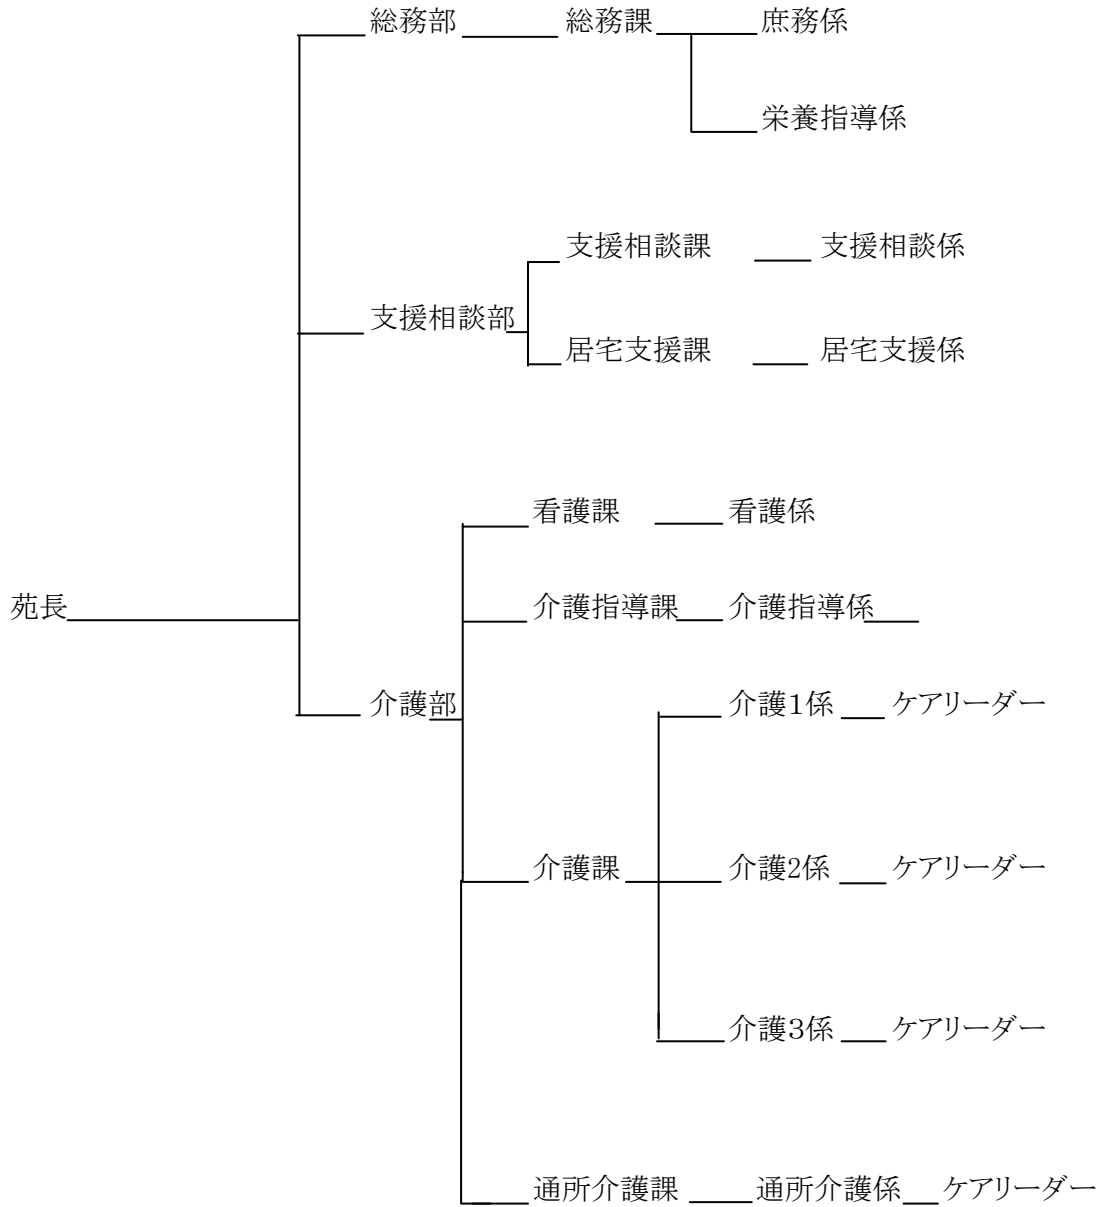 総務部 総務課 庶務係
栄養指導係
支援相談課 支援相談係
支援相談部
居宅支援課 居宅支援係
看護課 看護係
苑長 介護指導課 介護指導係
介護部 介護1係 ケアリーダー
介護課 介護2係 ケアリーダー
介護3係 ケアリーダー
通所介護課 通所介護係 ケアリーダー